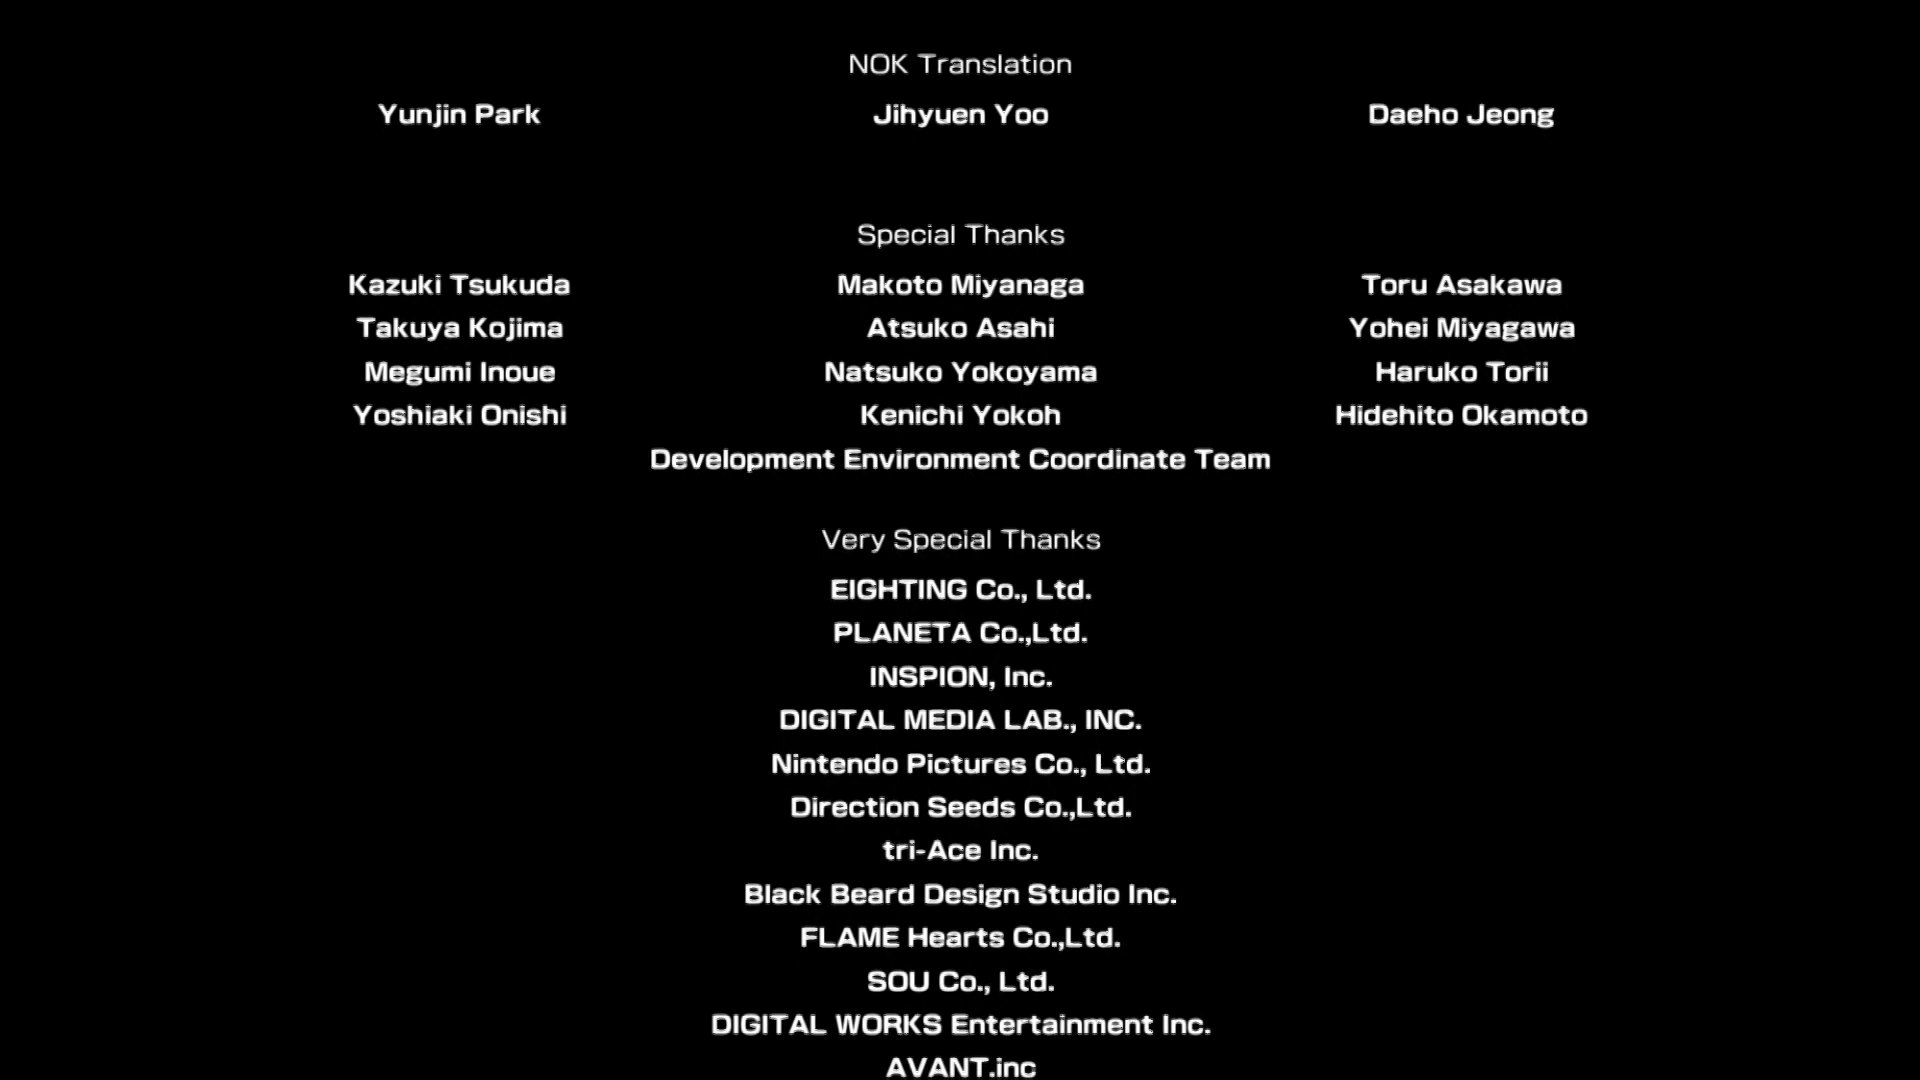 NOK Translation
Yunjin Park Jihyuen Yoo Daeho Jeong
Special Thanks
Kazuki Tsukuda Makoto Miyanaga Toru Asakawa
Takuya Kojima Atsuko Asahi Yohei Miyagawa
Megumi Inoue Natsuko Yokoyama Haruko Torii
Yoshiaki Onishi Kenichi Yokoh Hidehito Okamoto
Development Environment Coordinate Team
Very Special Thanks
EIGHTING Co., Ltd.
PLANETA Co.,Ltd.
INSPION, Inc.
DIGITAL MEDIA LAB., INC.
Nintendo Pictures Co., Ltd.
Direction Seeds Co.,Ltd.
tri-Ace Inc.
Black Beard Design Studio Inc.
FLAME Hearts Co.,Ltd.
SOU Co., Ltd.
DIGITAL WORKS Entertainment Inc.
AVANT.inc